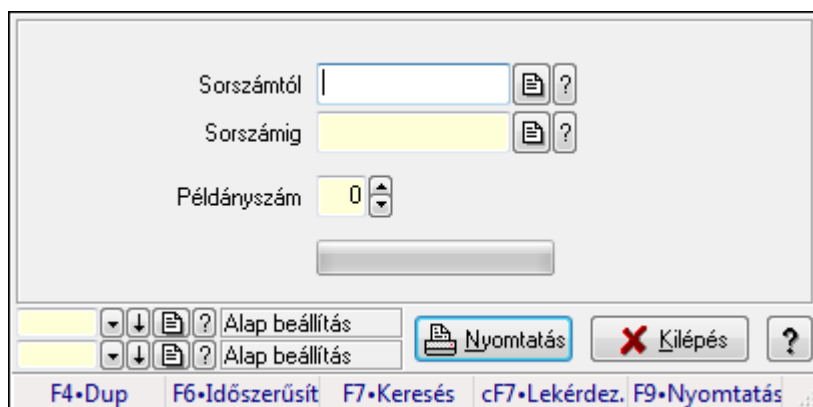 Sorszámtól ?
Sorszámig ?
Példányszám 0
? Alap beállítás
? Alap beállítás
Nyomtatás Kilépés ?
F4•Dup F6•Időszerűsít F7•Keresés cF7•Lekérdez. F9•Nyomtatás